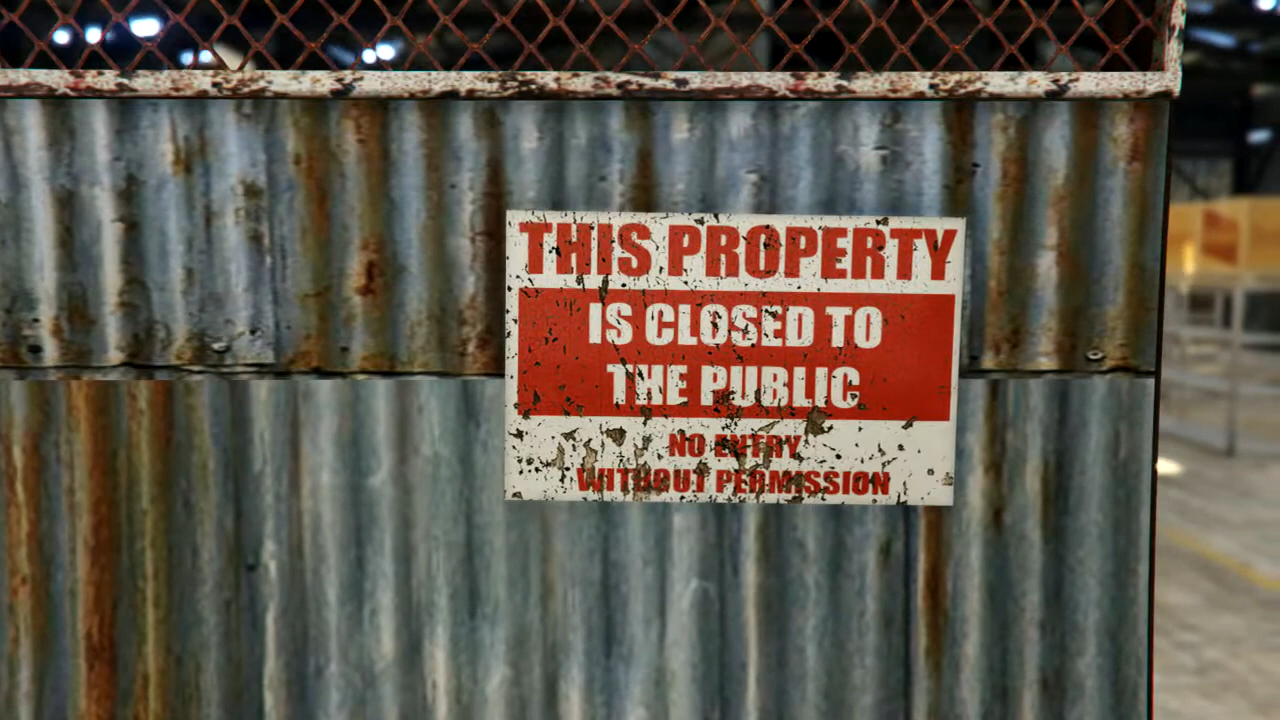 THIS PROPERTY
IS CLOSED TO
THE PUBLIC
NO ENTRY
WITHOUT PERMISSION